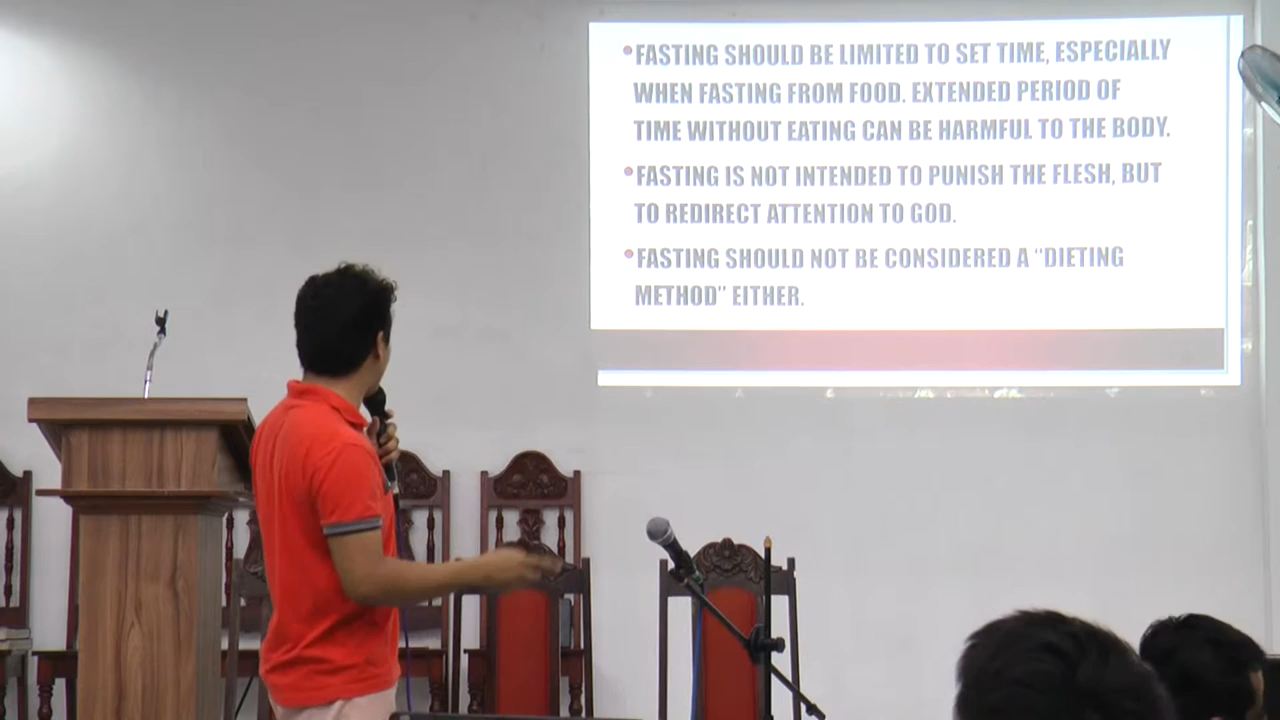 •FASTING SHOULD BE LIMITED TO SET TIME, ESPECIALLY
WHEN FASTING FROM FOOD. EXTENDED PERIOD OF
TIME WITHOUT EATING CAN BE HARMFUL TO THE BODY.
•FASTING IS NOT INTENDED TO PUNISH THE FLESH, BUT
TO REDIRECT ATTENTION TO GOD.
•FASTING SHOULD NOT BE CONSIDERED A “DIETING
METHOD” EITHER.